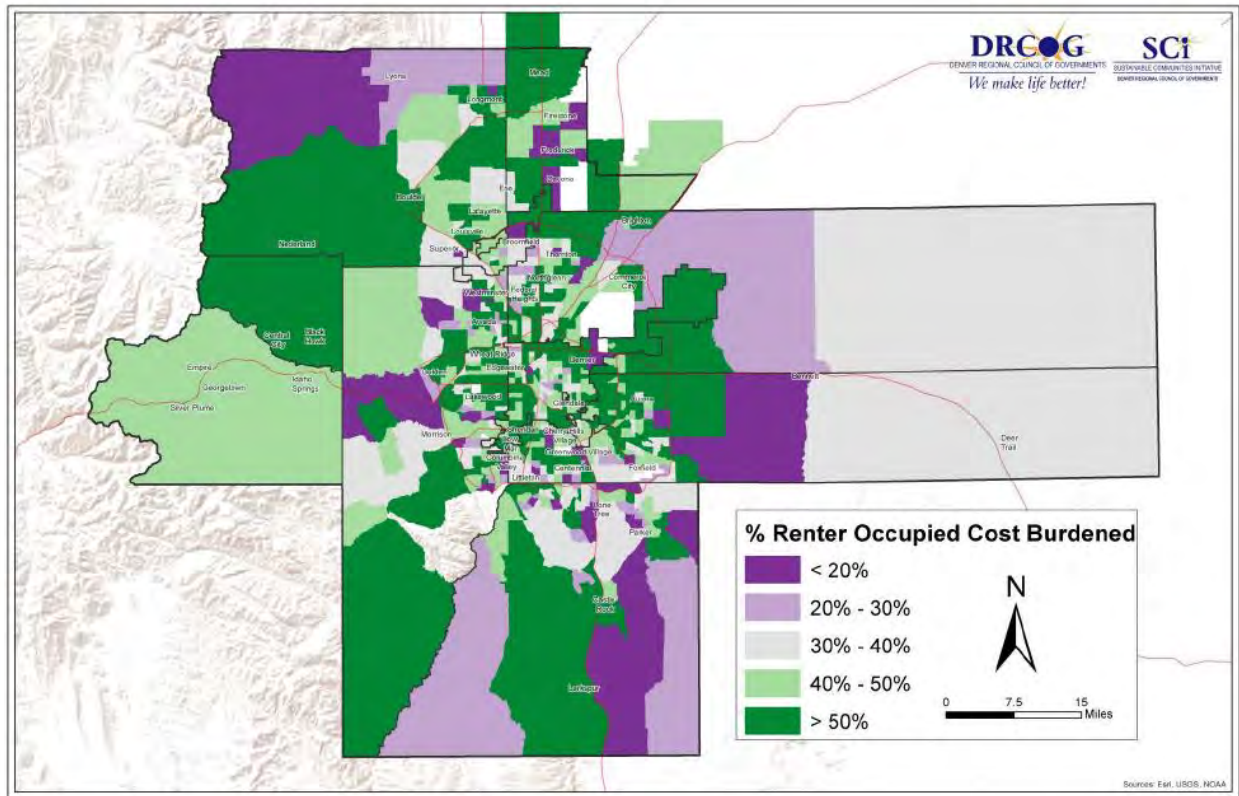 DRCOG
DENVER REGIONAL COUNCIL OF GOVERNMENTS
We make life better!
SCi
SUSTAINABLE COMMUNITIES INITIATIVE
DENVER REGIONAL COUNCIL OF GOVERNMENTS
Lyons
Mead
Longmont
Firestone
Frederick
Dacono
Erie
Boulder
Lafayette
Louisville
Brighton
Nederland
Superior
Broomfield
Thornton
Northglenn
Commerce
City
Westminster
Federal
Heights
Arvada
Central
City
Black
Hawk
Wheat Ridge
Denver
Empire
Edgewater
Golden
Bennett
Georgetown
Idaho
Springs
Lakewood
Glendale
Aurora
Silver Plume
Morrison
Sheridan
Cherry Hills
Village
Deer
Trail
Bow
Mar
Columbine
Valley
Greenwood Village
Centennial
Foxfield
Littleton
Lone
Tree
Parker
Castle
Rock
Larkspur
% Renter Occupied Cost Burdened
< 20%
20% - 30%
30% - 40%
40% - 50%
> 50%
N
0 7.5 15
Miles
Sources: Esri, USGS, NOAA